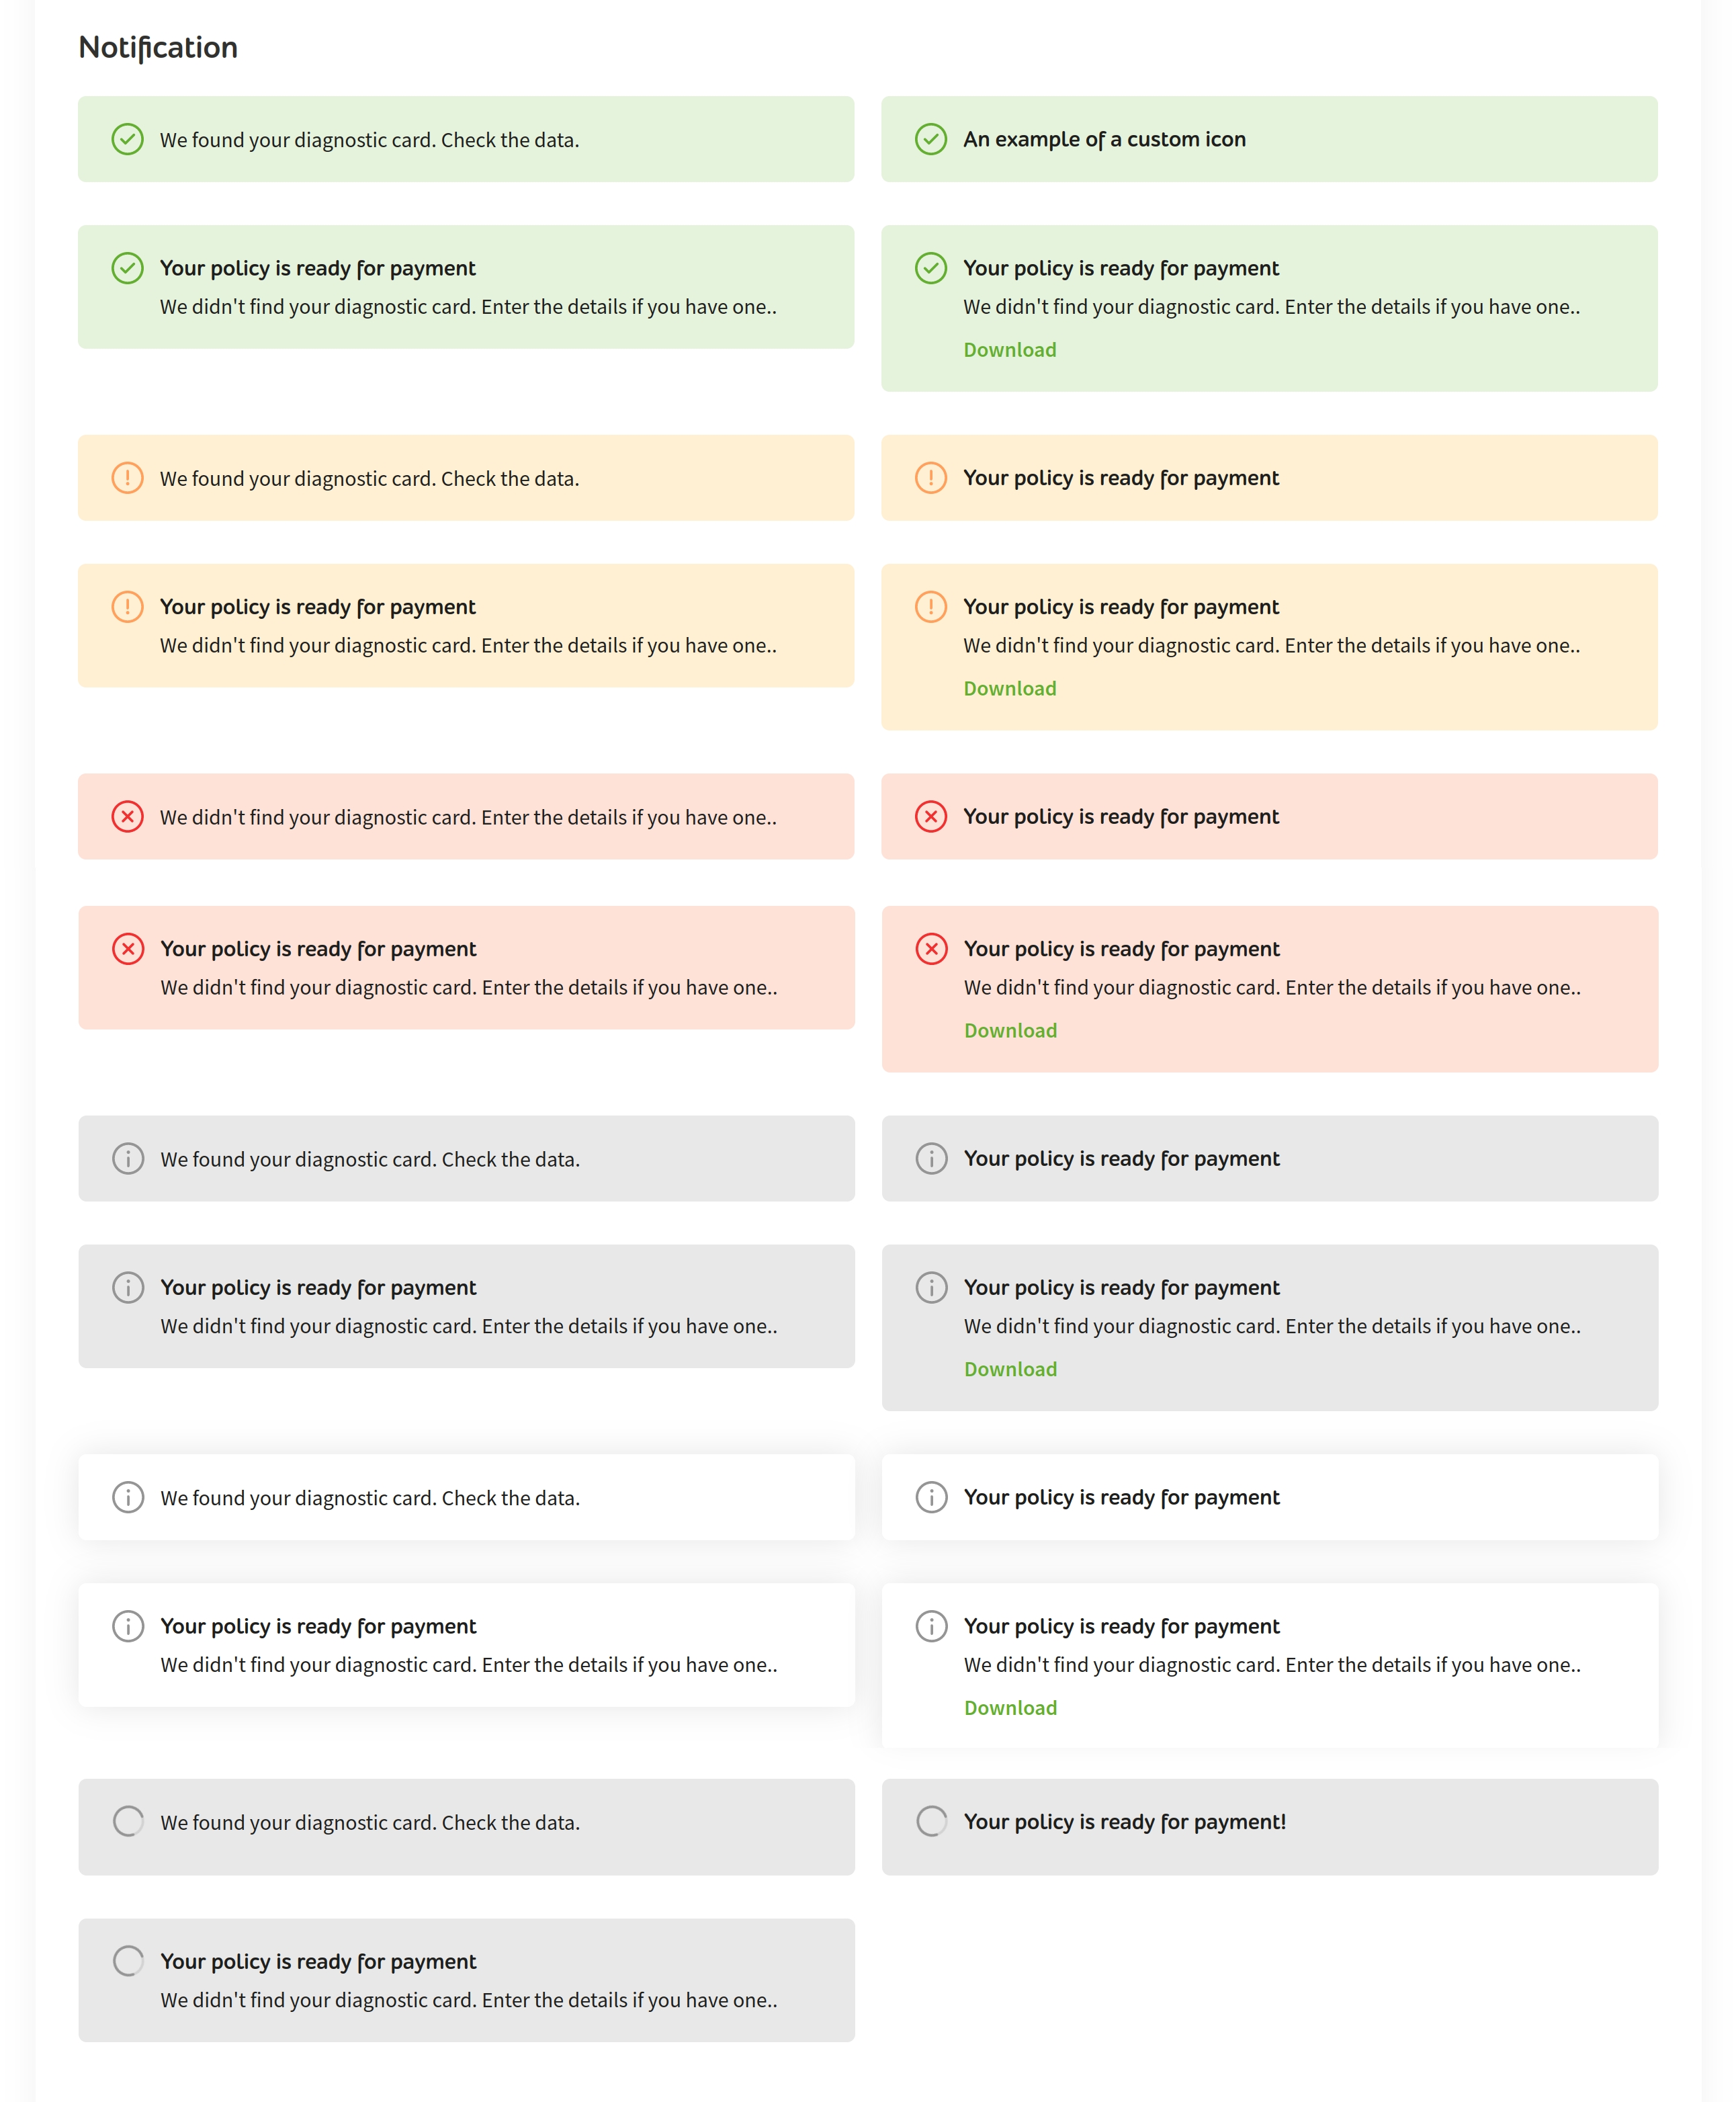 Notification
We found your diagnostic card. Check the data.
An example of a custom icon
Your policy is ready for payment
We didn't find your diagnostic card. Enter the details if you have one..
Your policy is ready for payment
We didn't find your diagnostic card. Enter the details if you have one..
Download
We found your diagnostic card. Check the data.
Your policy is ready for payment
Your policy is ready for payment
We didn't find your diagnostic card. Enter the details if you have one..
Your policy is ready for payment
We didn't find your diagnostic card. Enter the details if you have one..
Download
We didn't find your diagnostic card. Enter the details if you have one..
Your policy is ready for payment
Your policy is ready for payment
We didn't find your diagnostic card. Enter the details if you have one..
Your policy is ready for payment
We didn't find your diagnostic card. Enter the details if you have one..
Download
We found your diagnostic card. Check the data.
Your policy is ready for payment
Your policy is ready for payment
We didn't find your diagnostic card. Enter the details if you have one..
Your policy is ready for payment
We didn't find your diagnostic card. Enter the details if you have one..
Download
We found your diagnostic card. Check the data.
Your policy is ready for payment
Your policy is ready for payment
We didn't find your diagnostic card. Enter the details if you have one..
Your policy is ready for payment
We didn't find your diagnostic card. Enter the details if you have one..
Download
We found your diagnostic card. Check the data.
Your policy is ready for payment!
Your policy is ready for payment
We didn't find your diagnostic card. Enter the details if you have one..